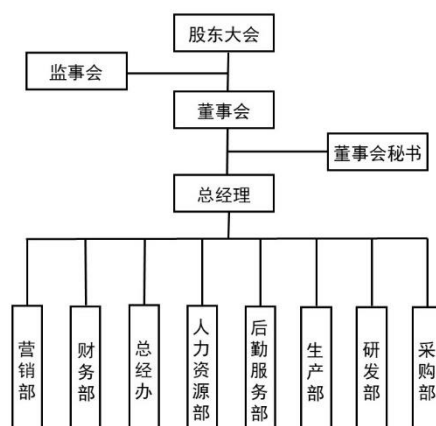 股东大会
监事会
董事会
董事会秘书
总经理
营销部
财务部
总经办
人力资源部
后勤服务部
生产部
研发部
采购部